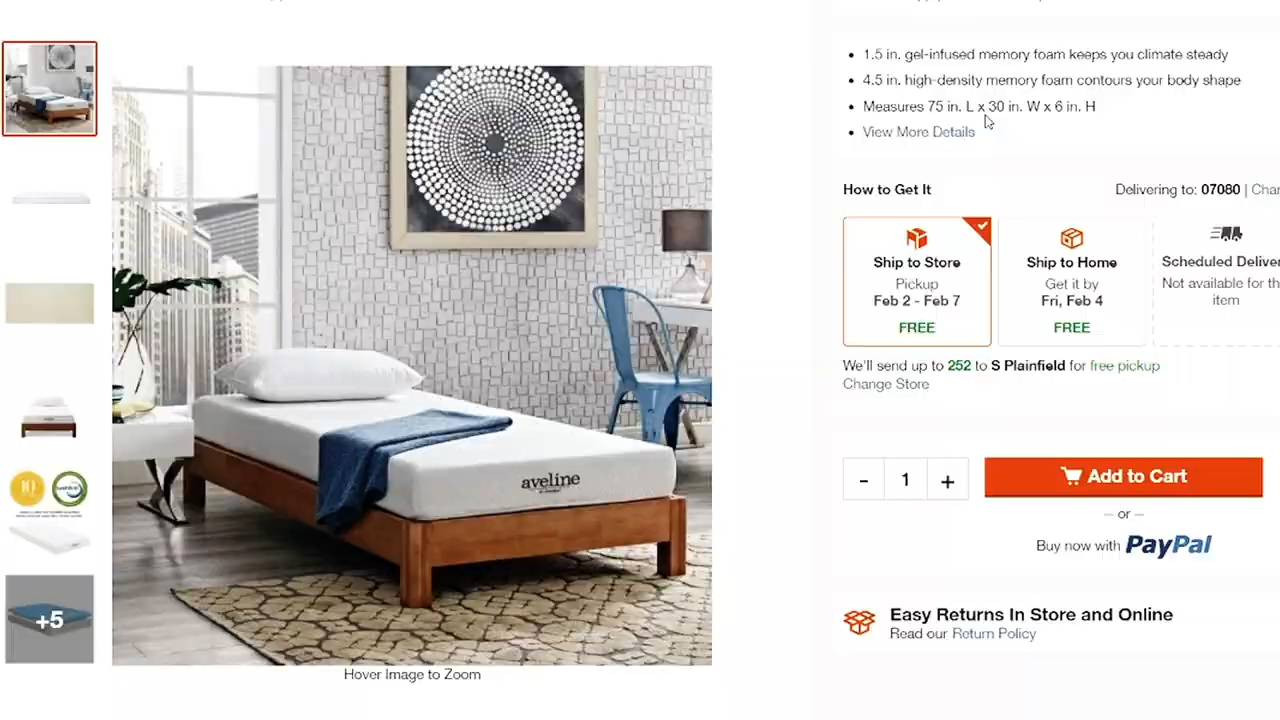 1.5 in. gel-infused memory foam keeps you climate steady
4.5 in. high-density memory foam contours your body shape
Measures 75 in. L x 30 in. W x 6 in. H
View More Details
How to Get It
Delivering to: 07080 |
Ship to Store
Pickup
Feb 2 - Feb 7
FREE
Ship to Home
Get it by
Fri, Feb 4
FREE
Scheduled
Not available for
item
We'll send up to 252 to S Plainfield for free pickup
Change Store
- 1 +
Add to Cart
or
Buy now with PayPal
Easy Returns In Store and Online
Read our Return Policy
aveline
10
+5
Hover Image to Zoom